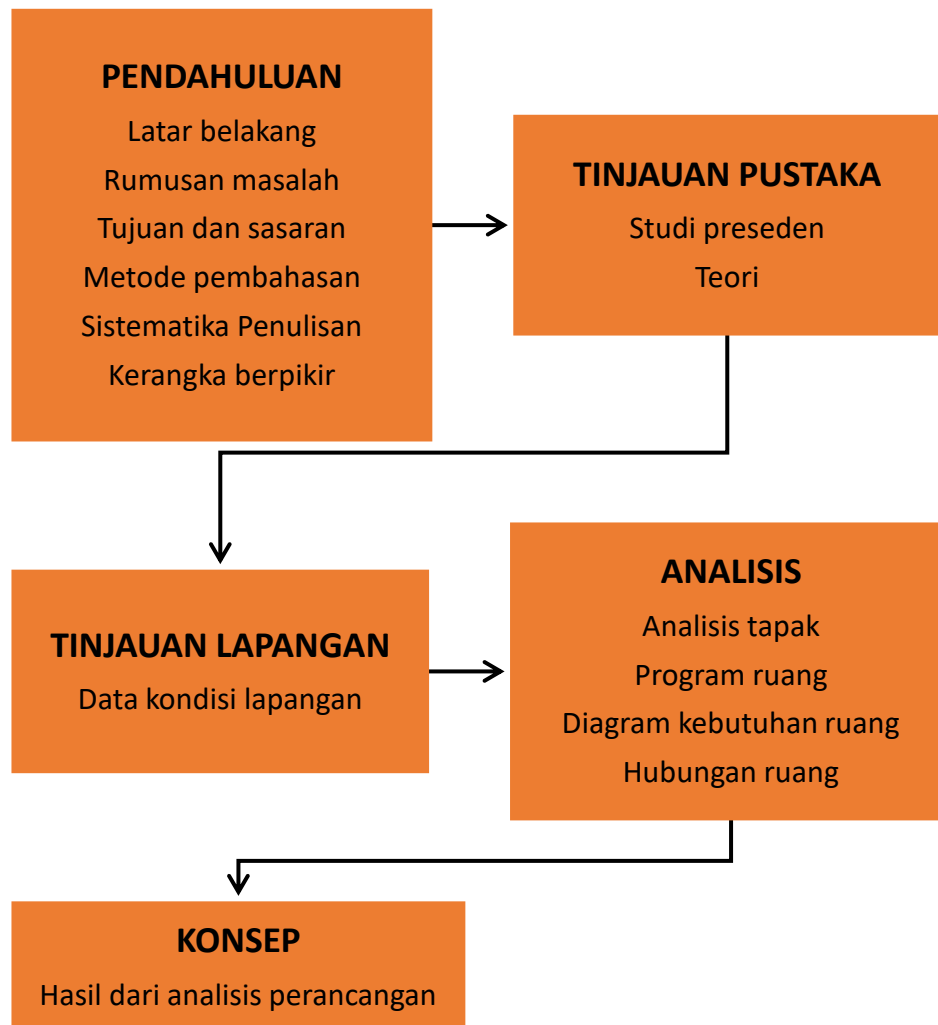 PENDAHULUAN
Latar belakang
Rumusan masalah
Tujuan dan sasaran
Metode pembahasan
Sistematika Penulisan
Kerangka berpikir
TINJAUAN PUSTAKA
Studi preseden
Teori
TINJAUAN LAPANGAN
Data kondisi lapangan
ANALISIS
Analisis tapak
Program ruang
Diagram kebutuhan ruang
Hubungan ruang
KONSEP
Hasil dari analisis perancangan